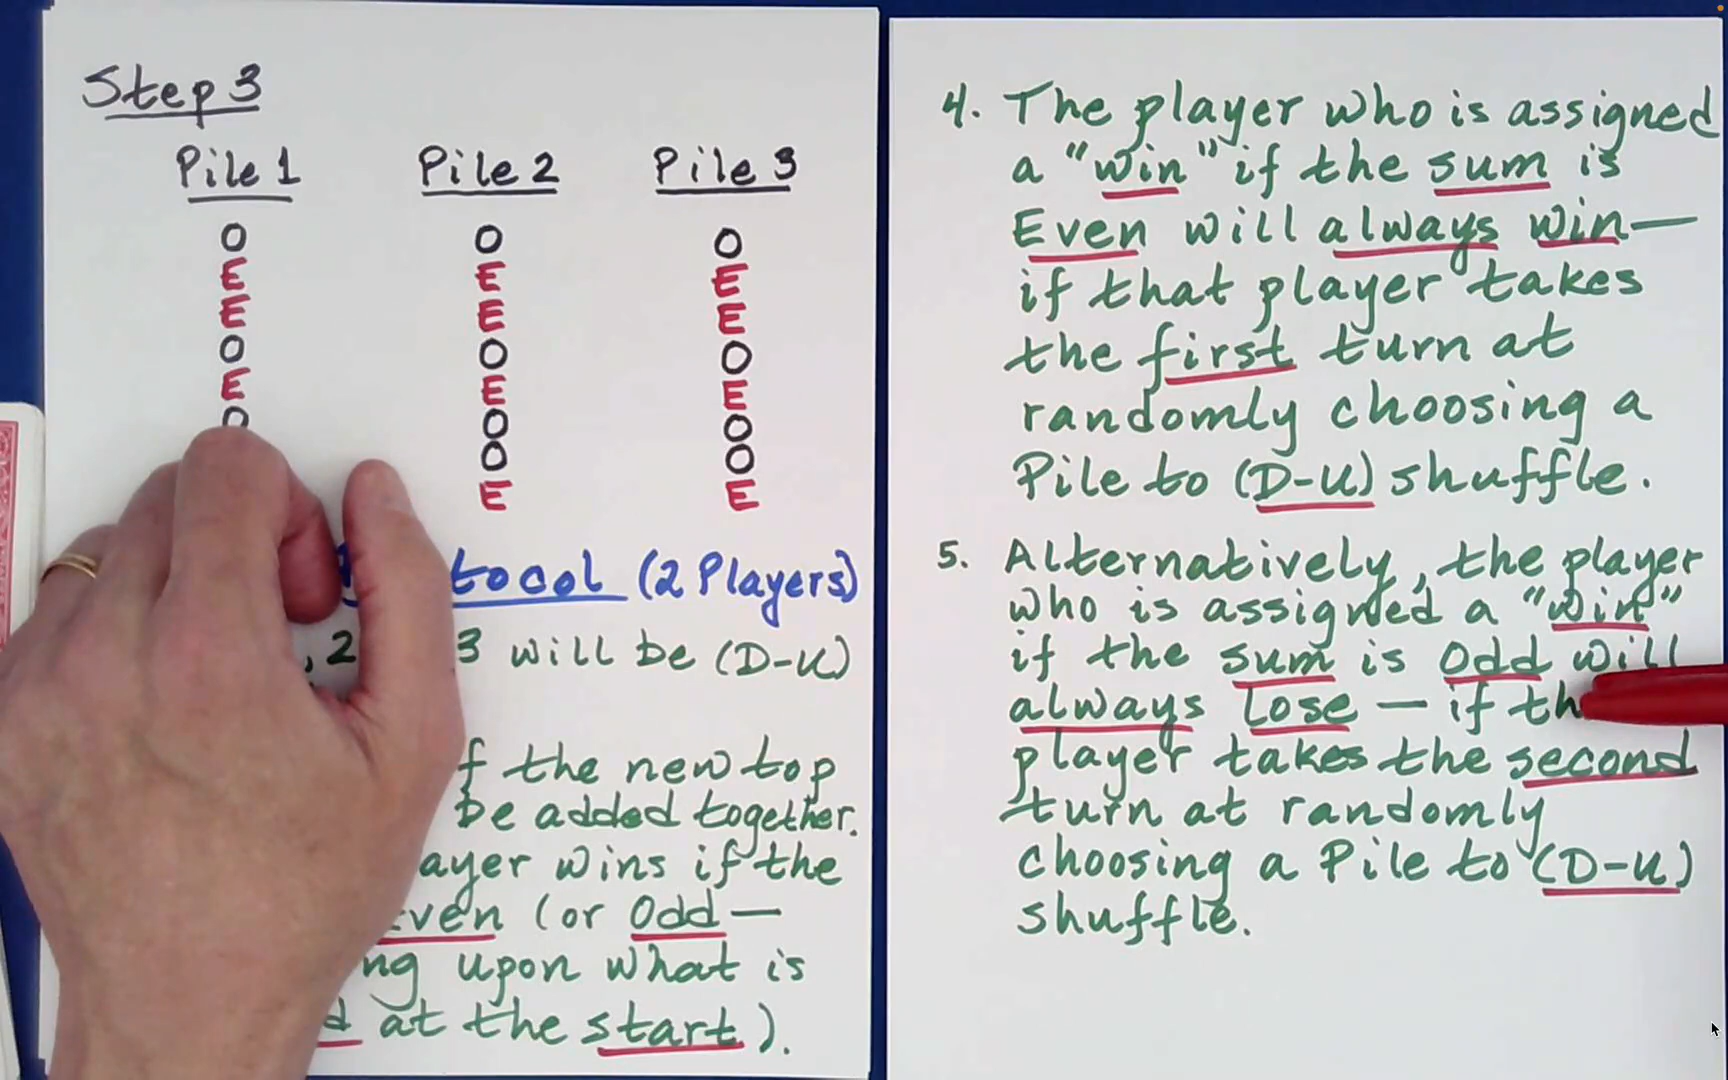 Step 3
Pile 1 Pile 2 Pile 3
O O O
E E E
E E E
O O O
E E E
O O O
O O
E E
tocol (2 Players)
, 2 3 will be (D-U)
f the new top
be added together.
ayer wins if the
ven (or Odd—
ng upon what is
d at the start).
4. The player who is assigned
a "win" if the sum is
Even will always win—
if that player takes
the first turn at
randomly choosing a
Pile to (D-U) shuffle.
5. Alternatively, the player
who is assigned a "win"
if the sum is Odd will
always Lose — if th
player takes the second
turn at randomly
choosing a Pile to (D-U)
shuffle.